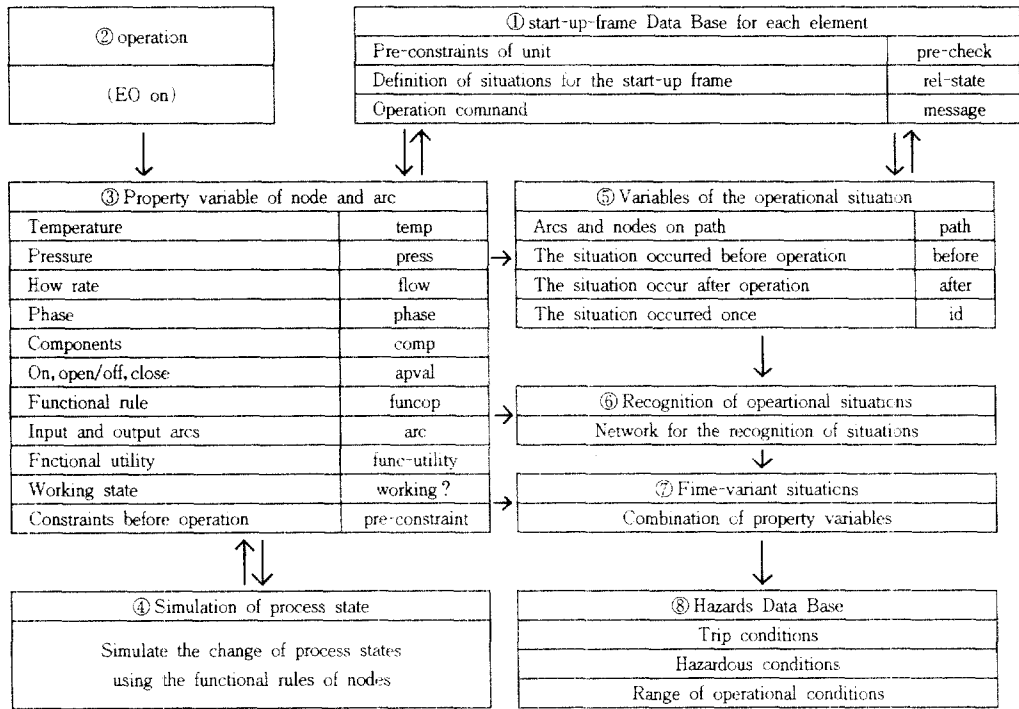 ② operation
(EO on)
① start-up-frame Data Base for each element
Pre-constraints of unit pre-check
Definition of situations for the start-up frame rel-state
Operation command message
③ Property variable of node and arc
Temperature temp
Pressure press
How rate flow
Phase phase
Components comp
On, open/off, close apval
Functional rule funcop
Input and output arcs arc
Fnctional utility func-utility
Working state working?
Constraints before operation pre-constraint
⑤ Variables of the operational situation
Arcs and nodes on path path
The situation occurred before operation before
The situation occur after operation after
The situation occurred once id
⑥ Recognition of opeartional situations
Network for the recognition of situations
⑦ Fime-variant situations
Combination of property variables
④ Simulation of process state
Simulate the change of process states
using the functional rules of nodes
⑧ Hazards Data Base
Trip conditions
Hazardous conditions
Range of operational conditions